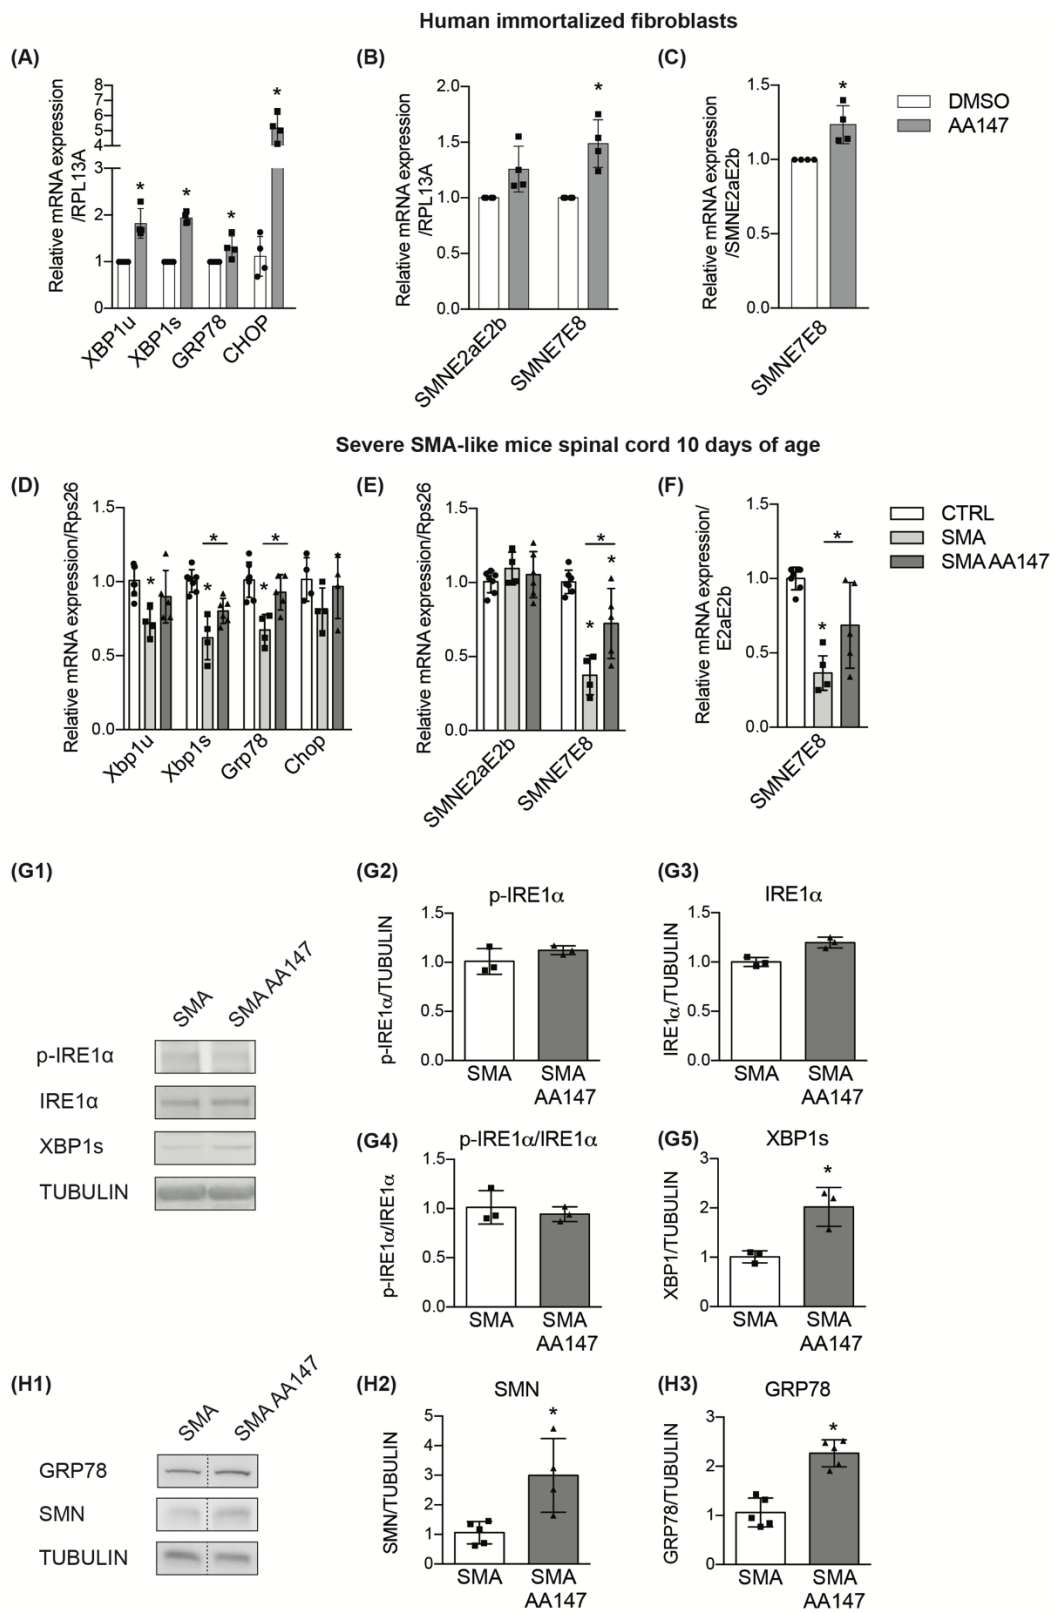 Human immortalized fibroblasts
(A)
Relative mRNA expression
/RPL13A
8
7
6
5
4
3
2
1
0
*
*
*
*
XBP1u
XBP1s
GRP78
CHOP
(B)
Relative mRNA expression
/RPL13A
2.0
1.5
1.0
0.5
0.0
*
SMNE2aE2b
SMNE7E8
(C)
Relative mRNA expression
/SMNE2aE2b
1.5
1.0
0.5
0.0
*
SMNE7E8
DMSO
AA147
Severe SMA-like mice spinal cord 10 days of age
(D)
Relative mRNA expression/Rps26
1.5
1.0
0.5
0.0
*
*
*
*
*
Xbp1u
Xbp1s
Grp78
Chop
(E)
Relative mRNA expression/Rps26
1.5
1.0
0.5
0.0
*
*
*
SMNE2aE2b
SMNE7E8
(F)
Relative mRNA expression/
E2aE2b
1.5
1.0
0.5
0.0
*
*
SMNE7E8
CTRL
SMA
SMA AA147
(G1)
SMA
SMA AA147
p-IRE1α
IRE1α
XBP1s
TUBULIN
(G2)
p-IRE1α
p-IRE1α/TUBULIN
1.5
1.0
0.5
0.0
SMA
SMA
AA147
(G3)
IRE1α
IRE1α/TUBULIN
1.5
1.0
0.5
0.0
SMA
SMA
AA147
(G4)
p-IRE1α/IRE1α
p-IRE1α/IRE1α
1.5
1.0
0.5
0.0
SMA
SMA
AA147
(G5)
XBP1s
XBP1/TUBULIN
3
2
1
0
*
SMA
SMA
AA147
(H1)
SMA
SMA AA147
GRP78
SMN
TUBULIN
(H2)
SMN
SMN/TUBULIN
5
4
3
2
1
0
*
SMA
SMA
AA147
(H3)
GRP78
GRP78/TUBULIN
3
2
1
0
*
SMA
SMA
AA147